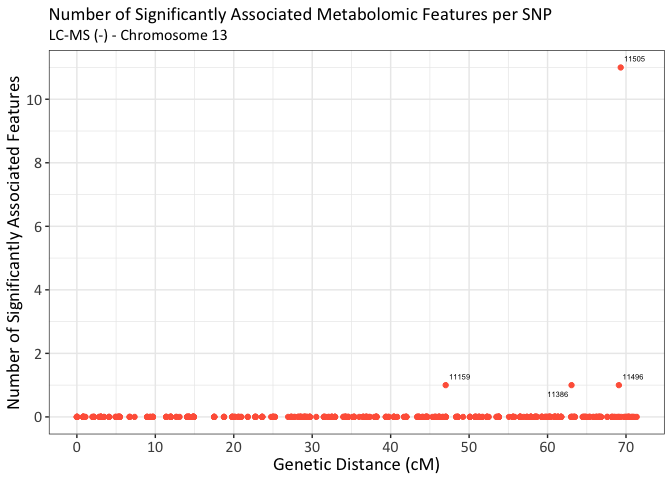 Number of Significantly Associated Metabolomic Features per SNP
LC-MS (-) - Chromosome 13
11505
10
8
6
4
2
0
11159
11386
11496
0 10 20 30 40 50 60 70
Genetic Distance (cM)
Number of Significantly Associated Features